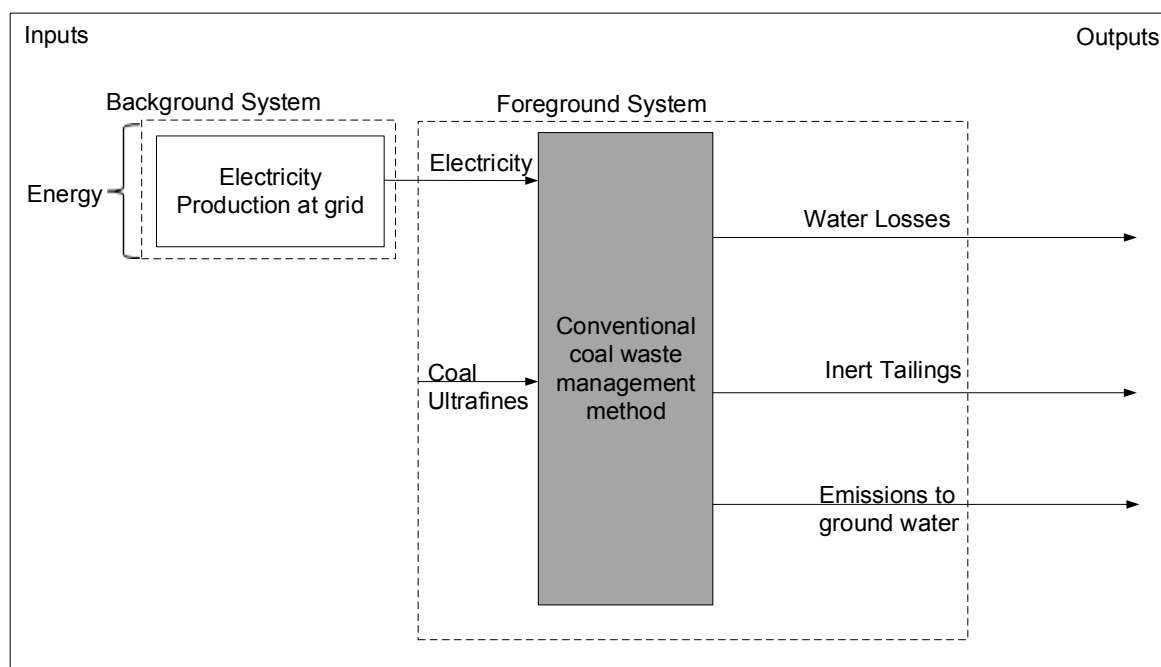 Inputs
Outputs
Background System
Foreground System
Energy
Electricity
Production at grid
Electricity
Coal
Ultrafines
Conventional
coal waste
management
method
Water Losses
Inert Tailings
Emissions to
ground water